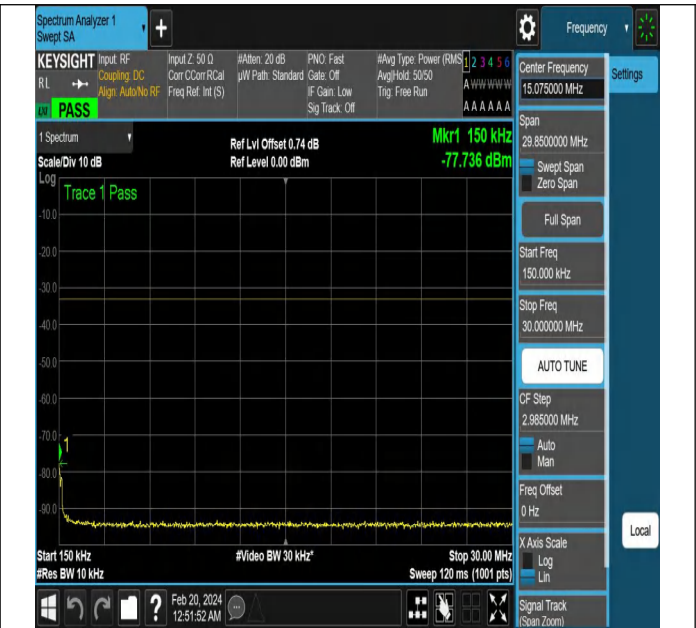 Spectrum Analyzer 1
Swept SA
+
Frequency
KEYSIGHT
RL
PASS
Input: RF
Coupling: DC
Align: Auto/No RF
Input Z: 50 Ω
Corr CCorr RCal
Freq Ref: Int (S)
#Atten: 20 dB
µW Path: Standard
PNO: Fast
Gate: Off
IF Gain: Low
Sig Track: Off
#Avg Type: Power (RMS
Avg|Hold: 50/50
Trig: Free Run
1 2 3 4 5 6
A W W W W W
A A A A A A
1 Spectrum
Scale/Div 10 dB
Ref Lvl Offset 0.74 dB
Ref Level 0.00 dBm
Mkr1 150 kHz
-77.736 dBm
Log
Trace 1 Pass
-10.0
-20.0
-30.0
-40.0
-50.0
-60.0
-70.0
1
-80.0
-90.0
Start 150 kHz
#Video BW 30 kHz*
Stop 30.00 MHz
#Res BW 10 kHz
Sweep 120 ms (1001 pts)
?
Feb 20, 2024
12:51:52 AM
Center Frequency
15.075000 MHz
Settings
Span
29.8500000 MHz
Swept Span
Zero Span
Full Span
Start Freq
150.000 kHz
Stop Freq
30.000000 MHz
AUTO TUNE
CF Step
2.985000 MHz
Auto
Man
Freq Offset
0 Hz
X Axis Scale
Log
Lin
Local
Signal Track
(Span Zoom)